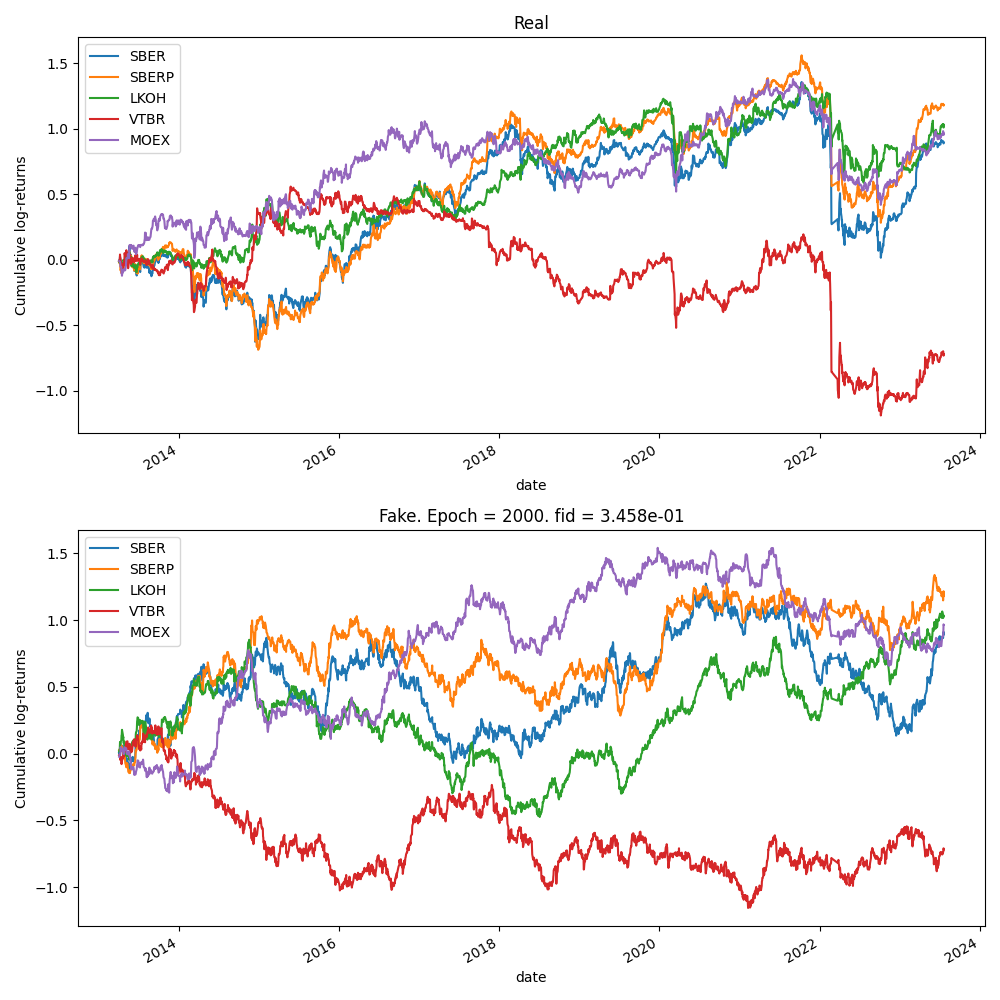 Real
SBER
SBERP
LKOH
VTBR
MOEX
Cumulative log-returns
1.5
1.0
0.5
0.0
−0.5
−1.0
2014 2016 2018 2020 2022 2024
date
Fake. Epoch = 2000. fid = 3.458e-01
SBER
SBERP
LKOH
VTBR
MOEX
Cumulative log-returns
1.5
1.0
0.5
0.0
−0.5
−1.0
2014 2016 2018 2020 2022 2024
date